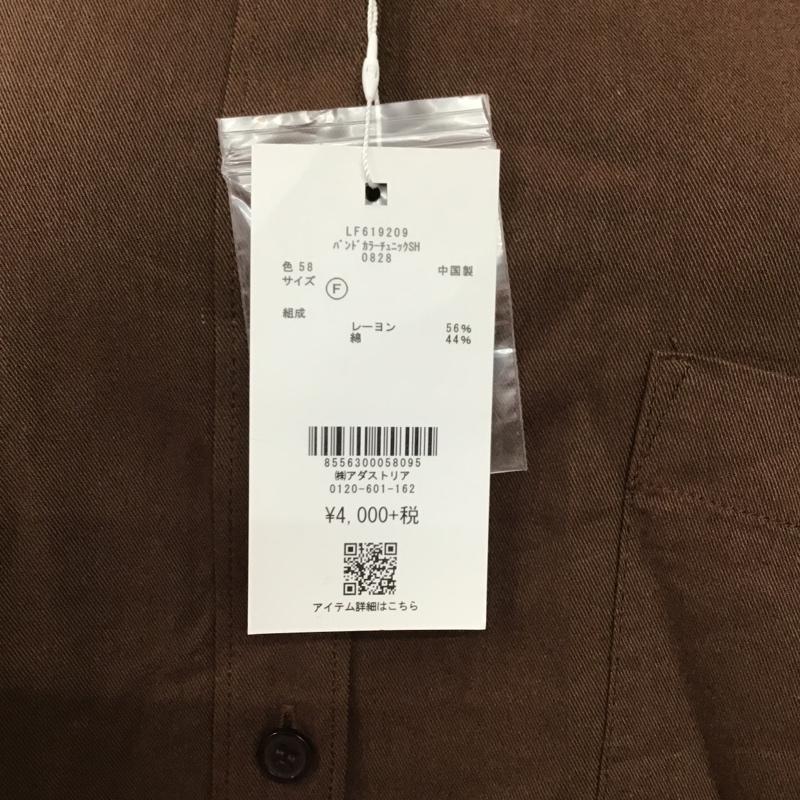 LF619209
ﾊﾞﾝﾄﾞｶﾗｰﾁｭﾆｯｸSH
0828
色 58 中国製
サイズ Ⓕ
組成
レーヨン 56%
綿 44%
8556300058095
㈱アダストリア
0120-601-162
¥4,000+税
アイテム詳細はこちら